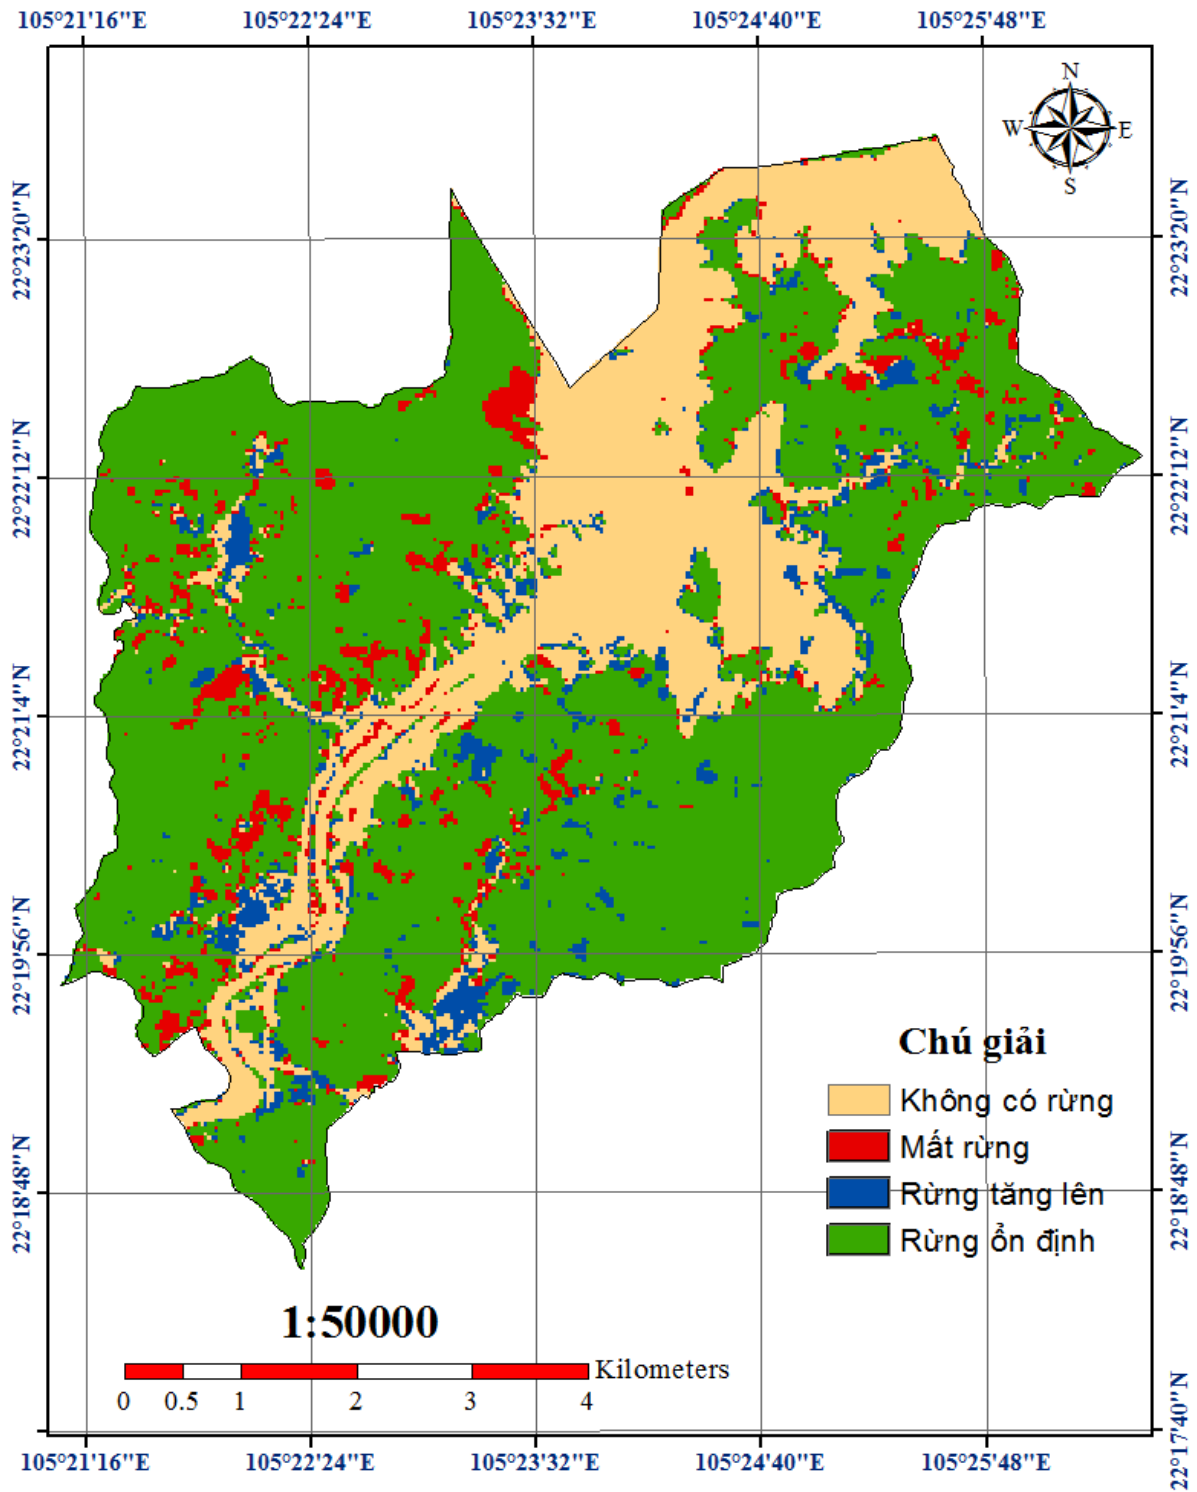 105°21'16"E 105°22'24"E 105°23'32"E 105°24'40"E 105°25'48"E
N
W E
S
22°23'20"N 22°23'20"N
22°22'12"N 22°22'12"N
22°21'4"N 22°21'4"N
22°19'56"N 22°19'56"N
Chú giải
Không có rừng
Mất rừng
Rừng tăng lên
22°18'48"N 22°18'48"N
Rừng ổn định
1:50000
Kilometers
0 0.5 1 2 3 4
22°17'40"N
105°21'16"E 105°22'24"E 105°23'32"E 105°24'40"E 105°25'48"E